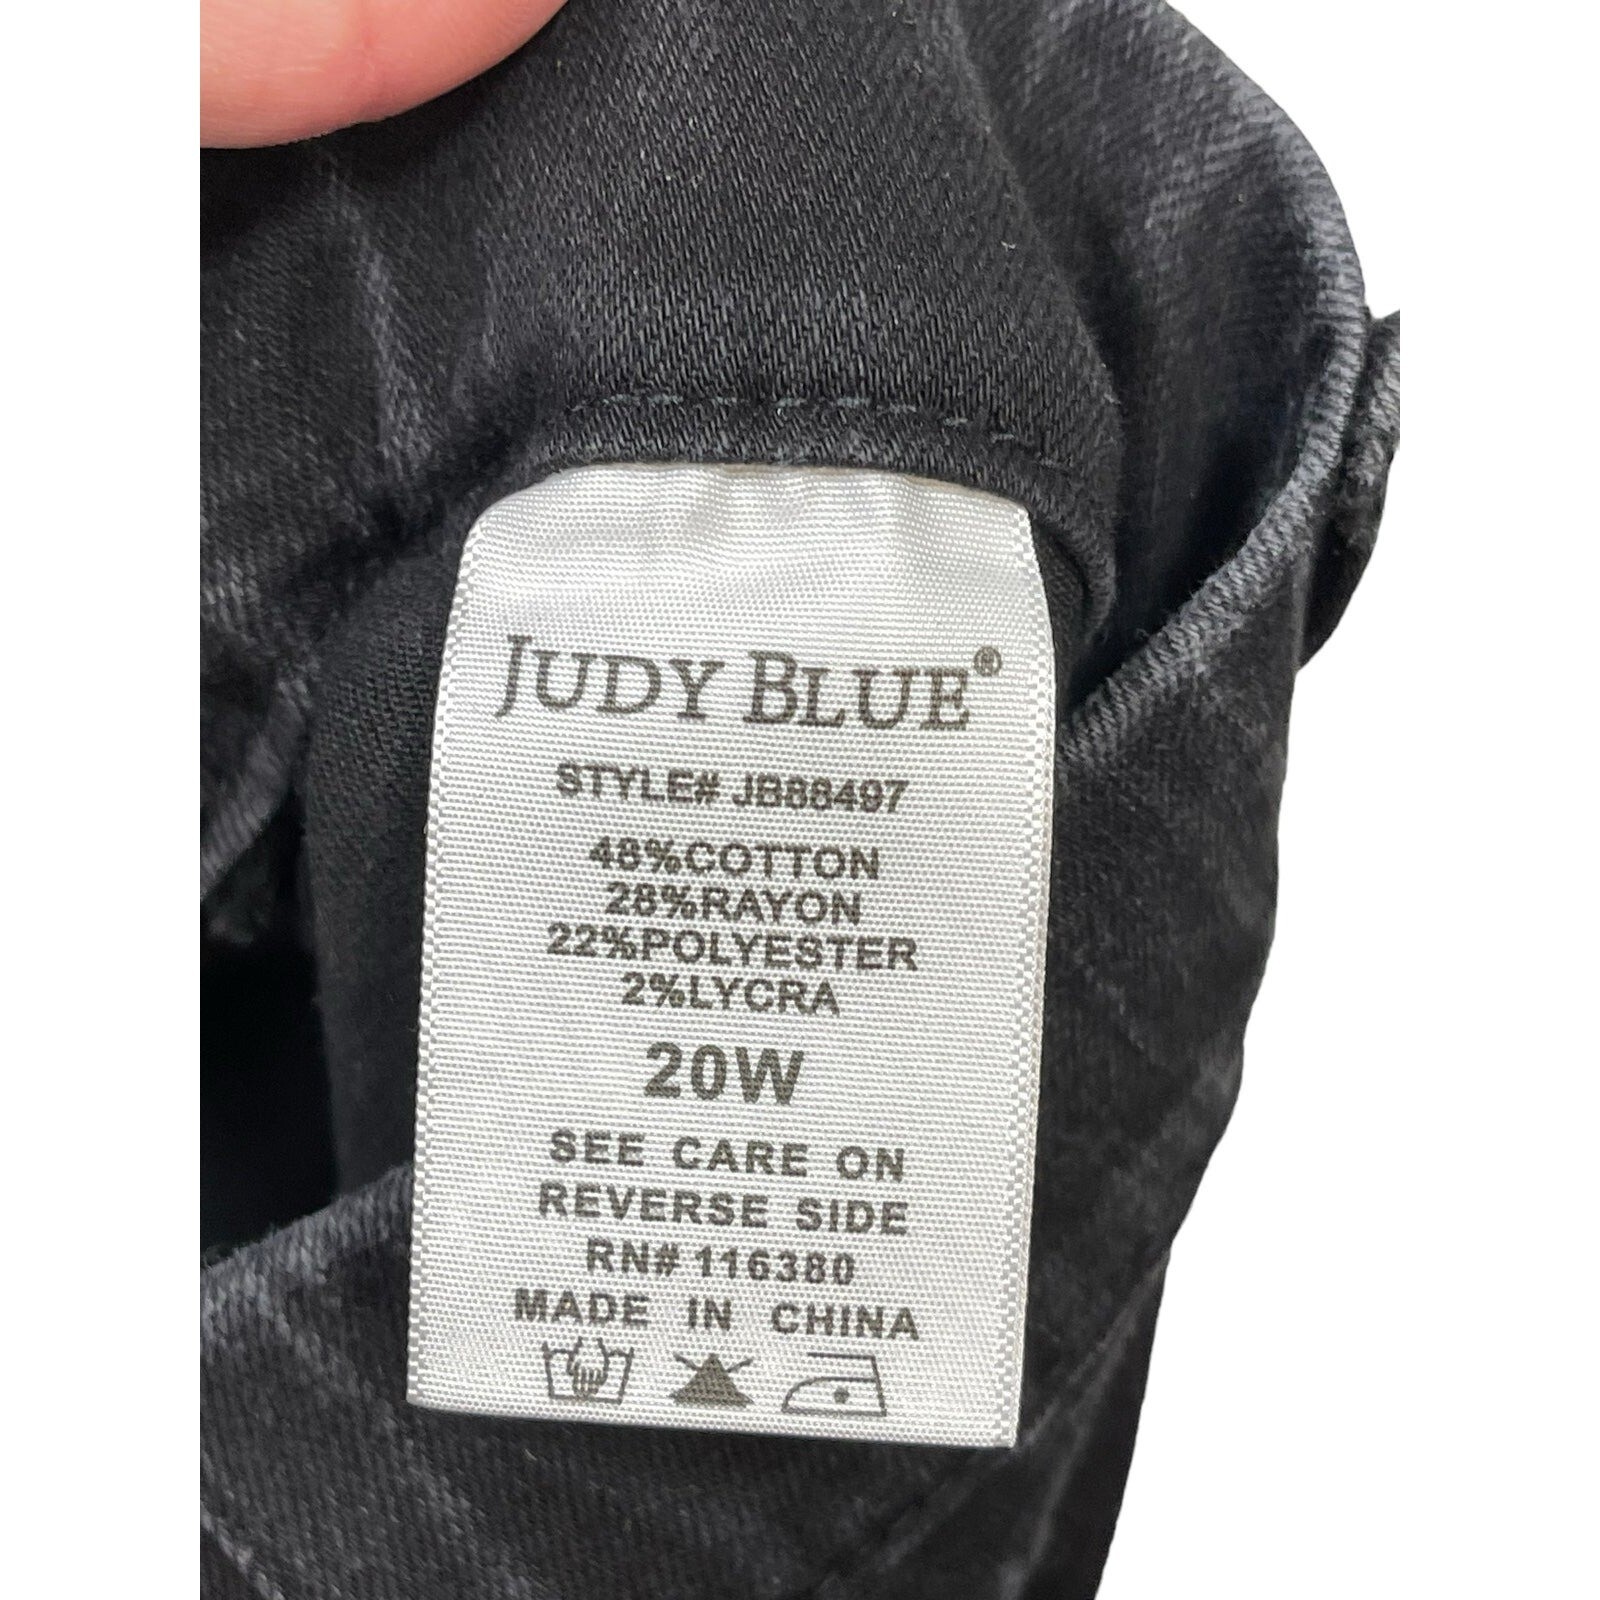 JUDY BLUE®
STYLE# JB88497
48%COTTON
28%RAYON
22%POLYESTER
2%LYCRA
20W
SEE CARE ON
REVERSE SIDE
RN# 116380
MADE IN CHINA